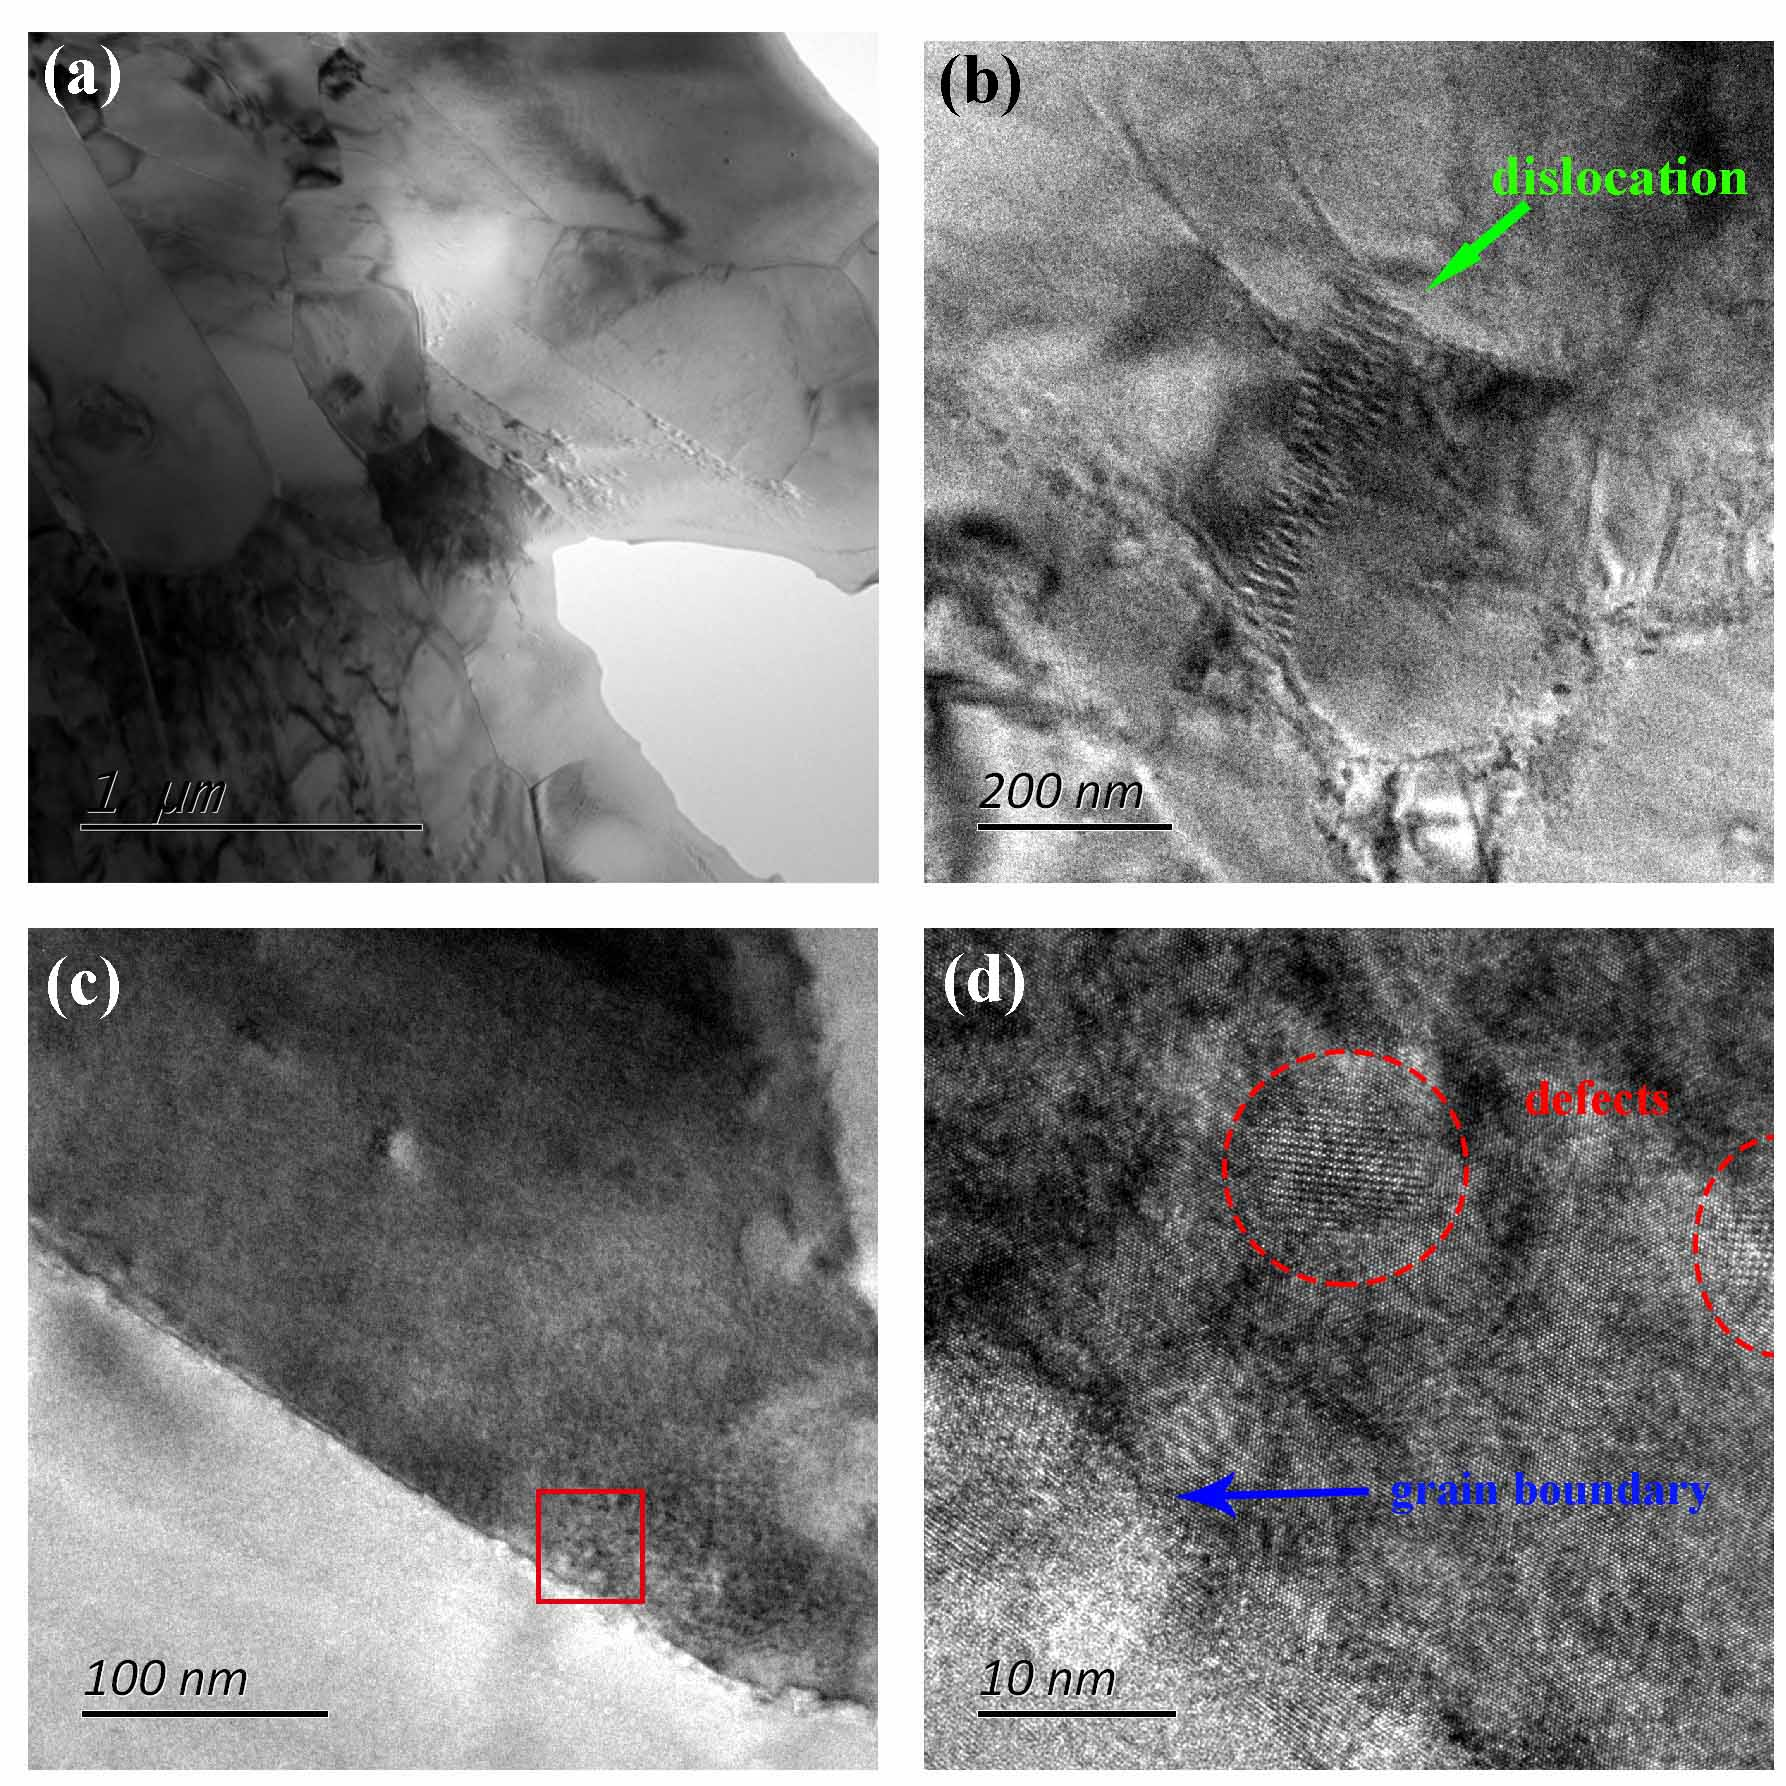 (a)
1 μm
(b)
dislocation
200 nm
(c)
100 nm
(d)
defects
grain boundary
10 nm